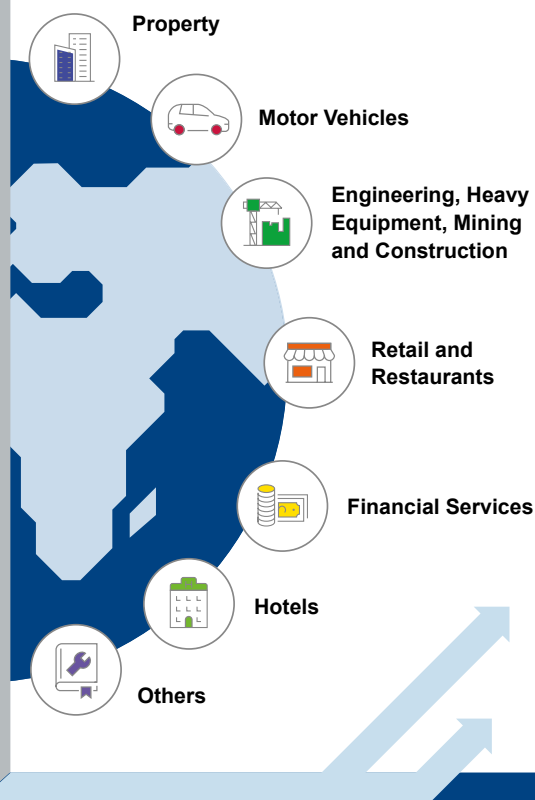 Property
Motor Vehicles
Engineering, Heavy
Equipment, Mining
and Construction
Retail and
Restaurants
Financial Services
Hotels
Others